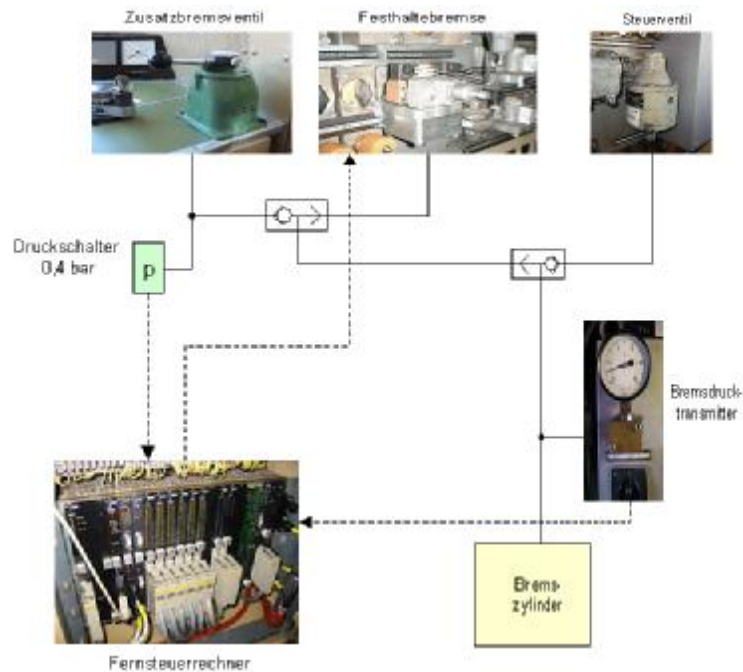 Zusatzbremsventil
Festhaltebremse
Steuerventil
Druckschalter
0,4 bar
p
Bremsdruck-
transmitter
Brems-
zylinder
Fernsteuerrechner